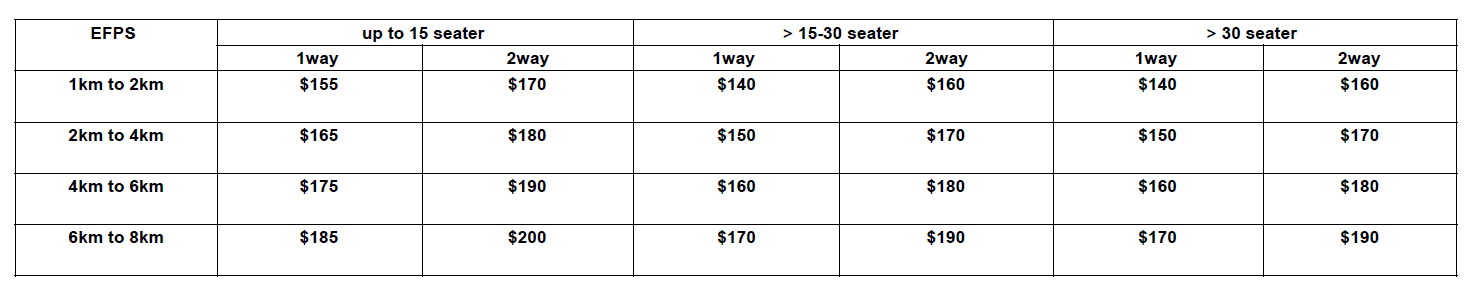 EFPS up to 15 seater > 15-30 seater > 30 seater
1way 2way 1way 2way 1way 2way
1km to 2km $155 $170 $140 $160 $140 $160
2km to 4km $165 $180 $150 $170 $150 $170
4km to 6km $175 $190 $160 $180 $160 $180
6km to 8km $185 $200 $170 $190 $170 $190